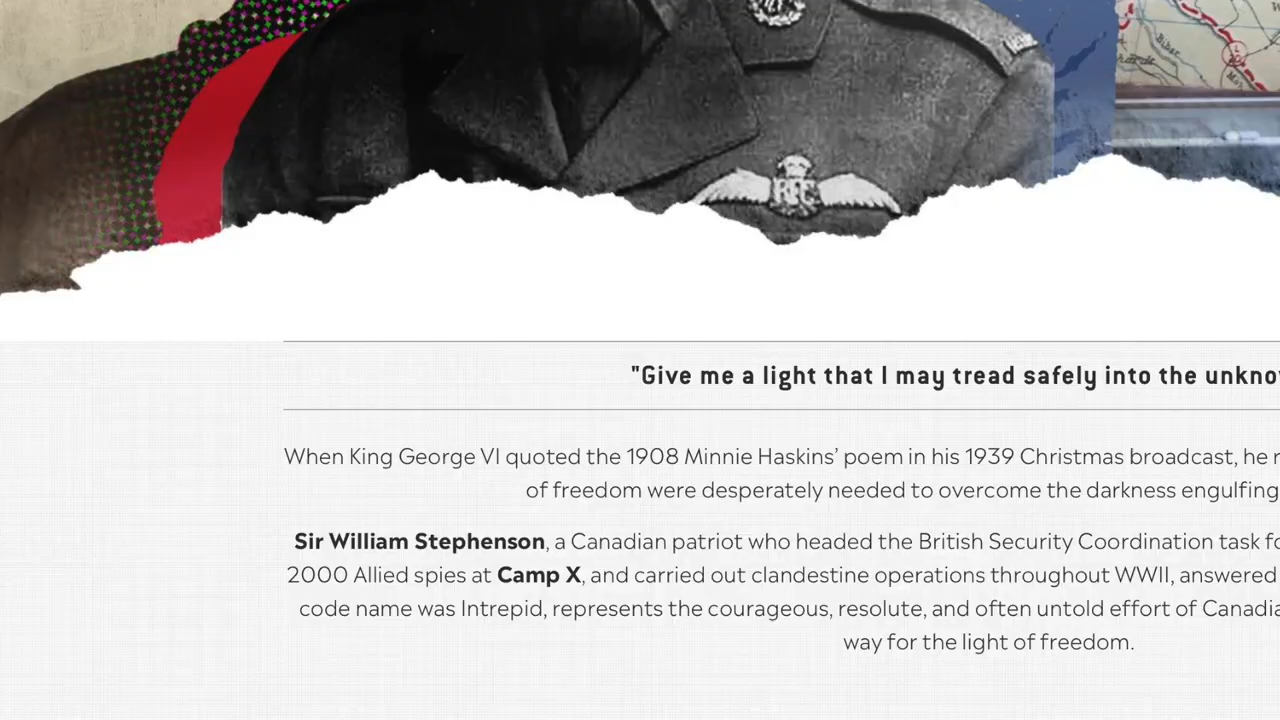 RFC
"Give me a light that I may tread safely into the
When King George VI quoted the 1908 Minnie Haskins' poem in his 1939 Christmas broadcast, he
of freedom were desperately needed to overcome the darkness engulfing
Sir William Stephenson, a Canadian patriot who headed the British Security Coordination task
2000 Allied spies at Camp X, and carried out clandestine operations throughout WWII, answered
code name was Intrepid, represents the courageous, resolute, and often untold effort of
way for the light of freedom.